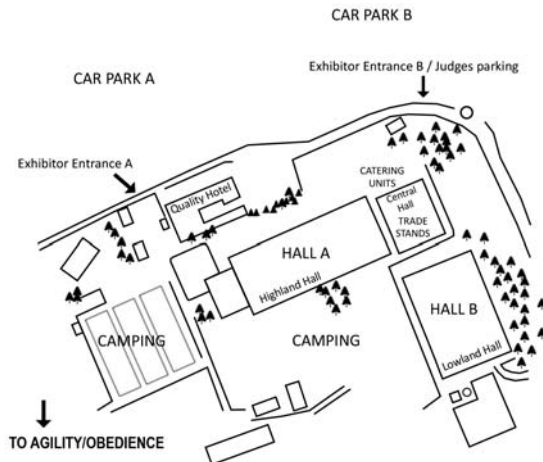 CAR PARK B
CAR PARK A
Exhibitor Entrance B / Judges parking
Exhibitor Entrance A
Quality Hotel
CATERING
UNITS
Central
Hall
TRADE
STANDS
HALL A
Highland Hall
HALL B
Lowland Hall
CAMPING
CAMPING
TO AGILITY/OBEDIENCE